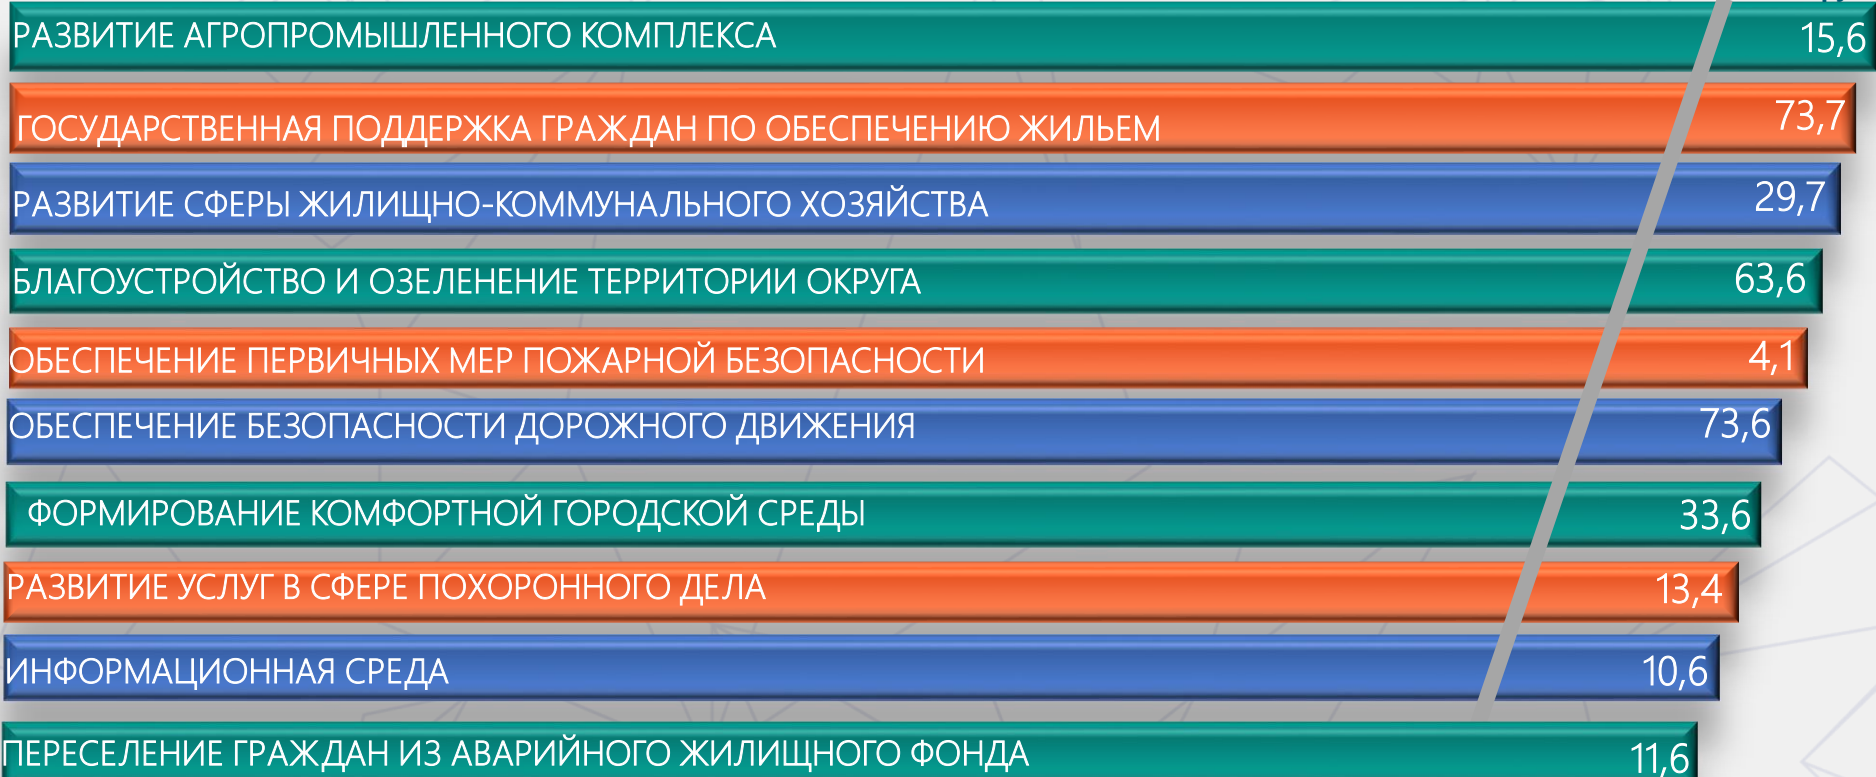 РАЗВИТИЕ АГРОПРОМЫШЛЕННОГО КОМПЛЕКСА 15,6
ГОСУДАРСТВЕННАЯ ПОДДЕРЖКА ГРАЖДАН ПО ОБЕСПЕЧЕНИЮ ЖИЛЬЕМ 73,7
РАЗВИТИЕ СФЕРЫ ЖИЛИЩНО-КОММУНАЛЬНОГО ХОЗЯЙСТВА 29,7
БЛАГОУСТРОЙСТВО И ОЗЕЛЕНЕНИЕ ТЕРРИТОРИИ ОКРУГА 63,6
ОБЕСПЕЧЕНИЕ ПЕРВИЧНЫХ МЕР ПОЖАРНОЙ БЕЗОПАСНОСТИ 4,1
ОБЕСПЕЧЕНИЕ БЕЗОПАСНОСТИ ДОРОЖНОГО ДВИЖЕНИЯ 73,6
ФОРМИРОВАНИЕ КОМФОРТНОЙ ГОРОДСКОЙ СРЕДЫ 33,6
РАЗВИТИЕ УСЛУГ В СФЕРЕ ПОХОРОННОГО ДЕЛА 13,4
ИНФОРМАЦИОННАЯ СРЕДА 10,6
ПЕРЕСЕЛЕНИЕ ГРАЖДАН ИЗ АВАРИЙНОГО ЖИЛИЩНОГО ФОНДА 11,6